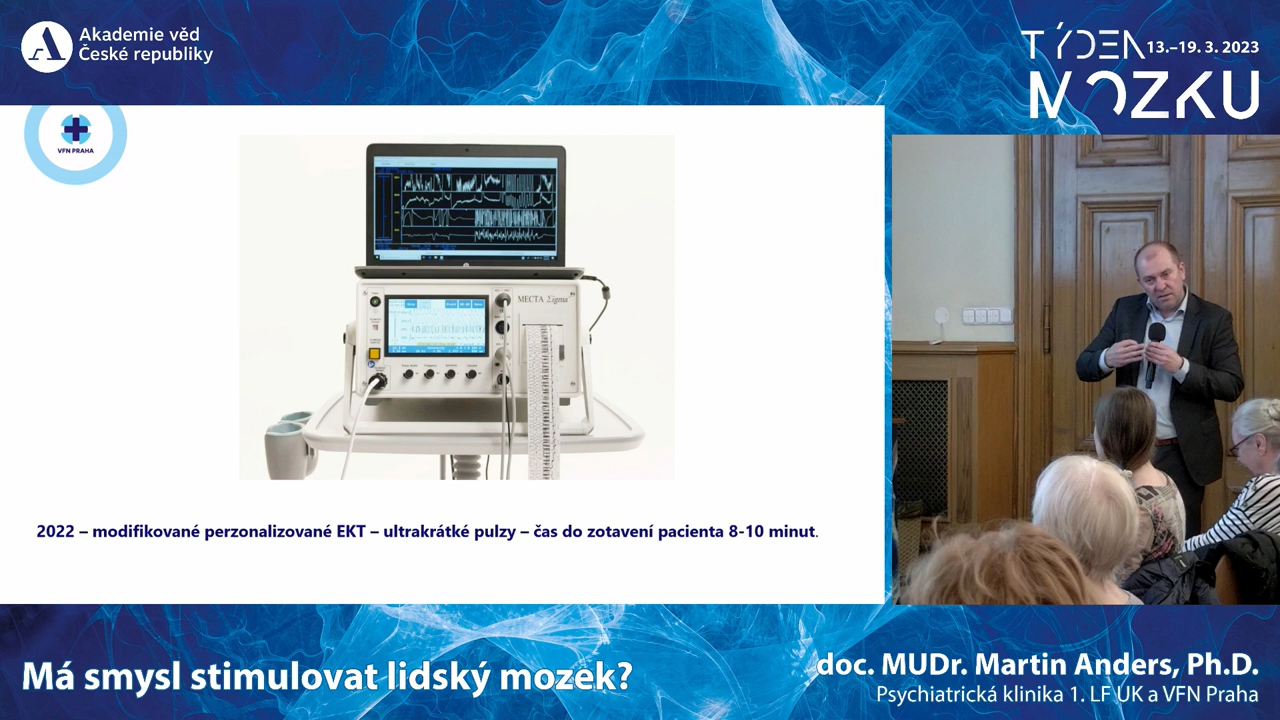 Akademie věd
České republiky
TÝDEN 13.–19. 3. 2023
MOZKU
VFN PRAHA
MECTA Σigma
2022 – modifikované perzonalizované EKT – ultrakrátké pulzy – čas do zotavení pacienta 8-10 minut.
Má smysl stimulovat lidský mozek?
doc. MUDr. Martin Anders, Ph.D.
Psychiatrická klinika 1. LF UK a VFN Praha